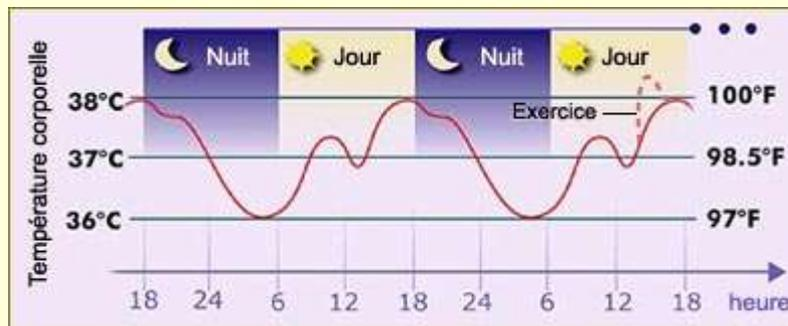 Nuit
Jour
Nuit
Jour
Température corporelle
38°C
100°F
Exercice
37°C
98.5°F
36°C
97°F
18 24 6 12 18 24 6 12 18 heure